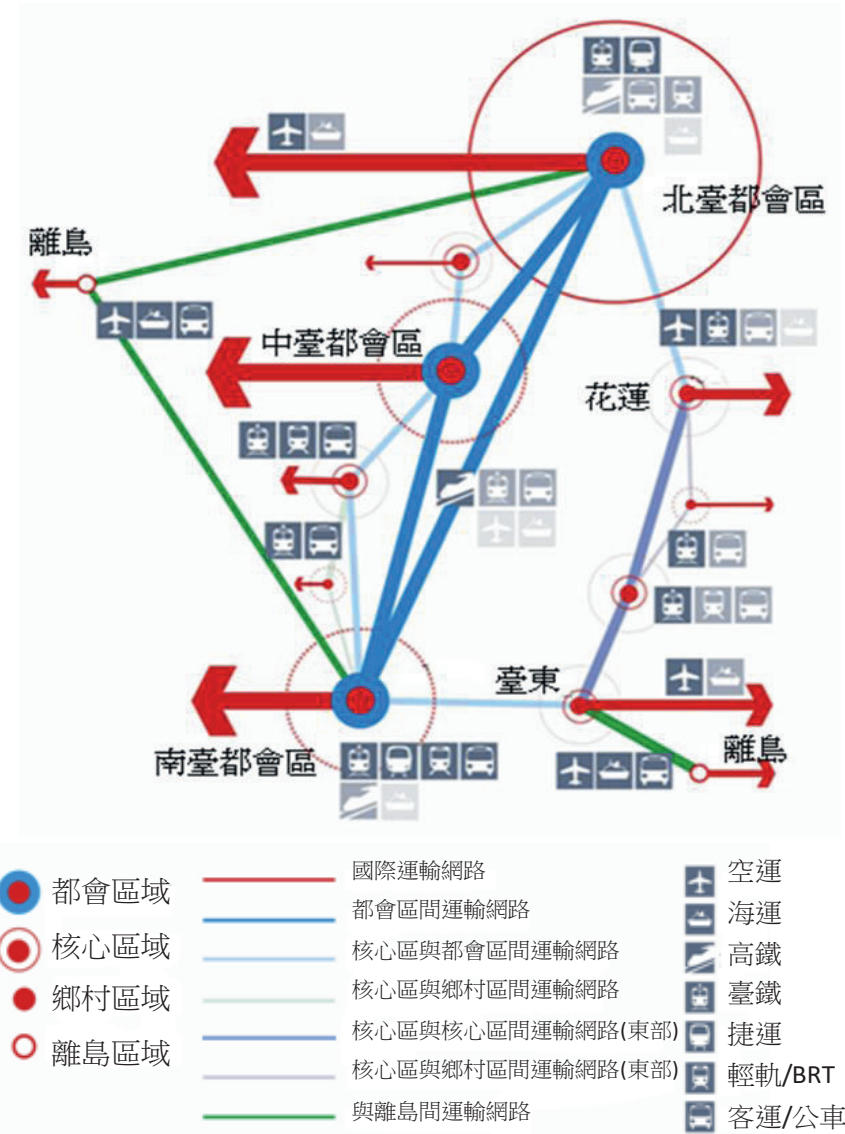 北臺都會區
離島
中臺都會區
花蓮
臺東
南臺都會區
離島
都會區域
核心區域
鄉村區域
離島區域
國際運輸網路
都會區間運輸網路
核心區與都會區間運輸網路
核心區與鄉村區間運輸網路
核心區與核心區間運輸網路(東部)
核心區與鄉村區間運輸網路(東部)
與離島間運輸網路
空運
海運
高鐵
臺鐵
捷運
輕軌/BRT
客運/公車